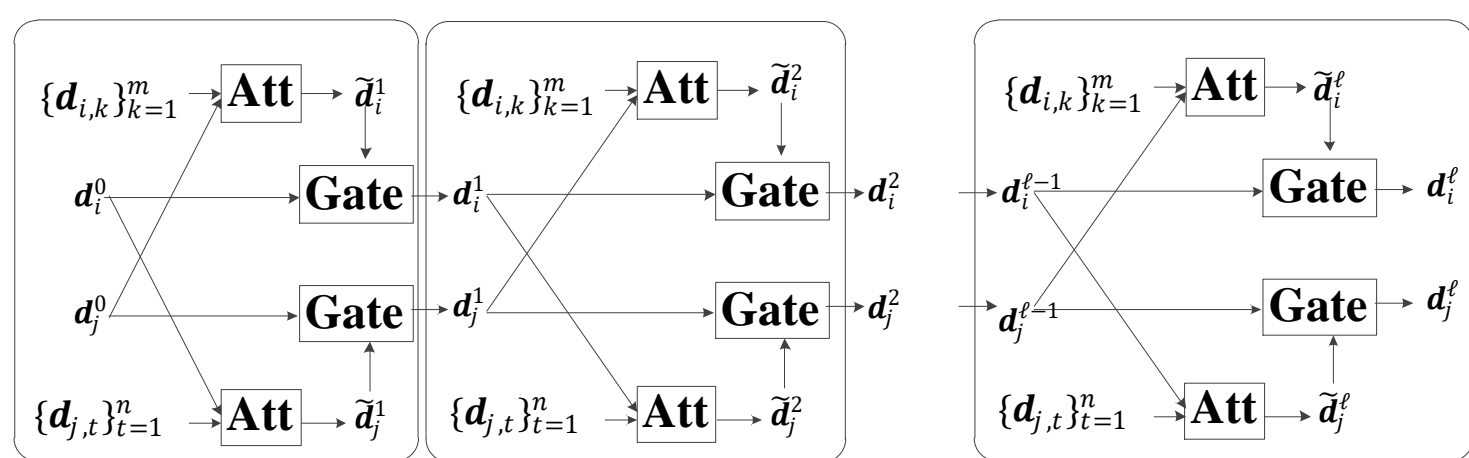 {d_{i,k}}_{k=1}^m Att d̃_i^1
Gate
d_i^0
d_j^0
Gate
{d_{j,t}}_{t=1}^n Att d̃_j^1
{d_{i,k}}_{k=1}^m Att d̃_i^2
d_i^1 Gate d_i^2
d_j^1 Gate d_j^2
{d_{j,t}}_{t=1}^n Att d̃_j^2
{d_{i,k}}_{k=1}^m Att d̃_i^ℓ
d_i^{ℓ-1} Gate d_i^ℓ
d_j^{ℓ-1} Gate d_j^ℓ
{d_{j,t}}_{t=1}^n Att d̃_j^ℓ